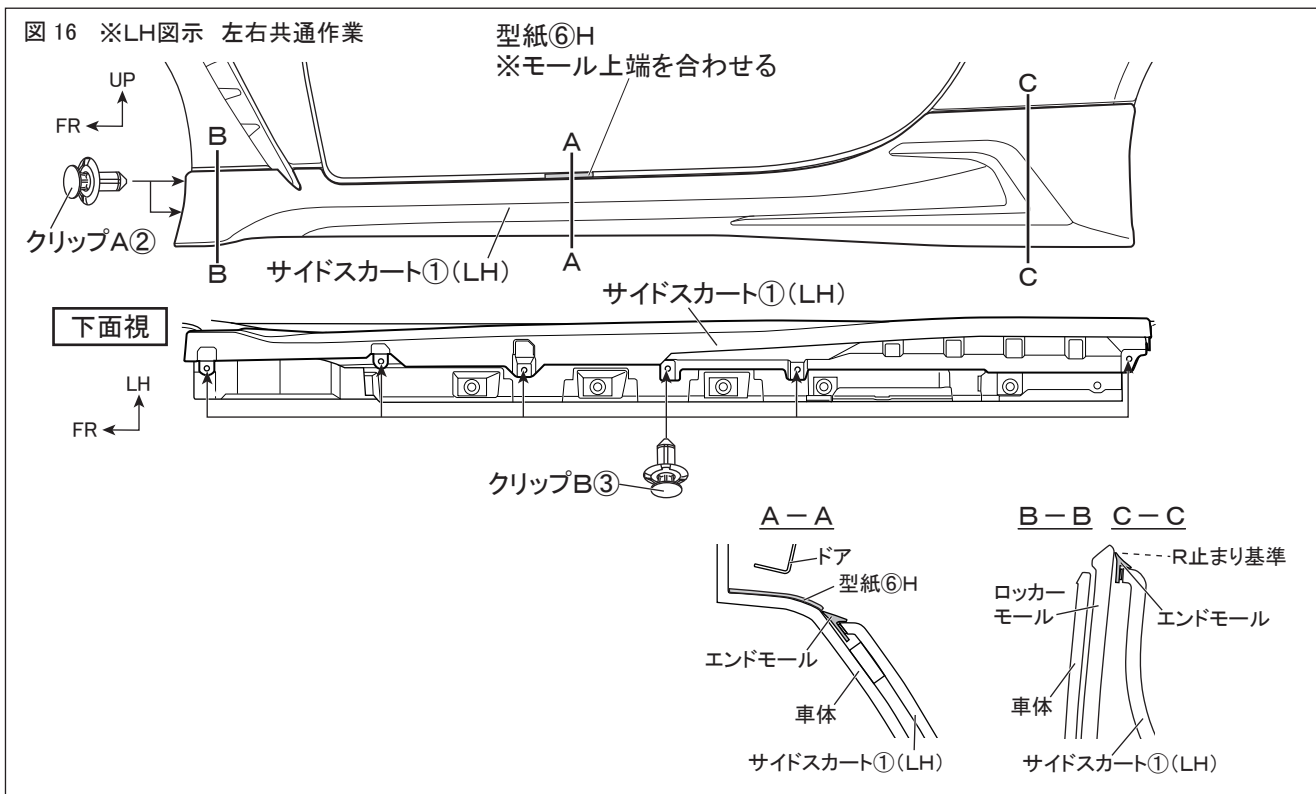 図 16 ※LH図示 左右共通作業
型紙⑥H
※モール上端を合わせる
UP
FR
B
A
C
クリップA②
B
サイドスカート①(LH)
A
C
サイドスカート①(LH)
下面視
LH
FR
クリップB③
A－A
ドア
型紙⑥H
エンドモール
車体
サイドスカート①(LH)
B－B C－C
R止まり基準
ロッカー
モール
エンドモール
車体
サイドスカート①(LH)